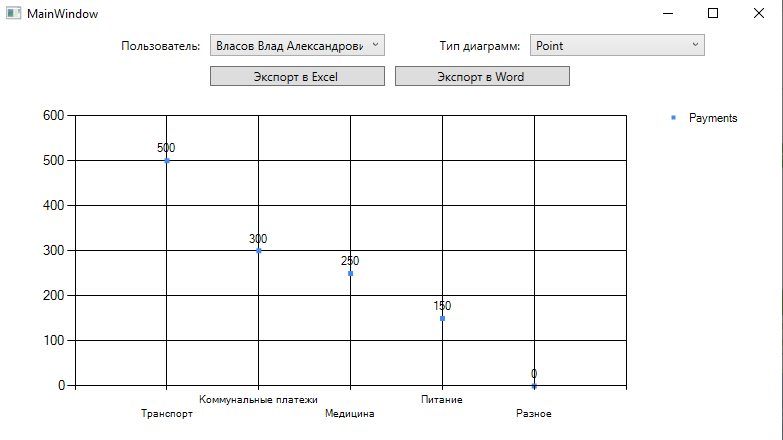 MainWindow
Пользователь: Власов Влад Александрови Тип диаграмм: Point
Экспорт в Excel Экспорт в Word
600
Payments
500
500
400
300
300
250
200
150
100
0
0
Коммунальные платежи Питание
Транспорт Медицина Разное